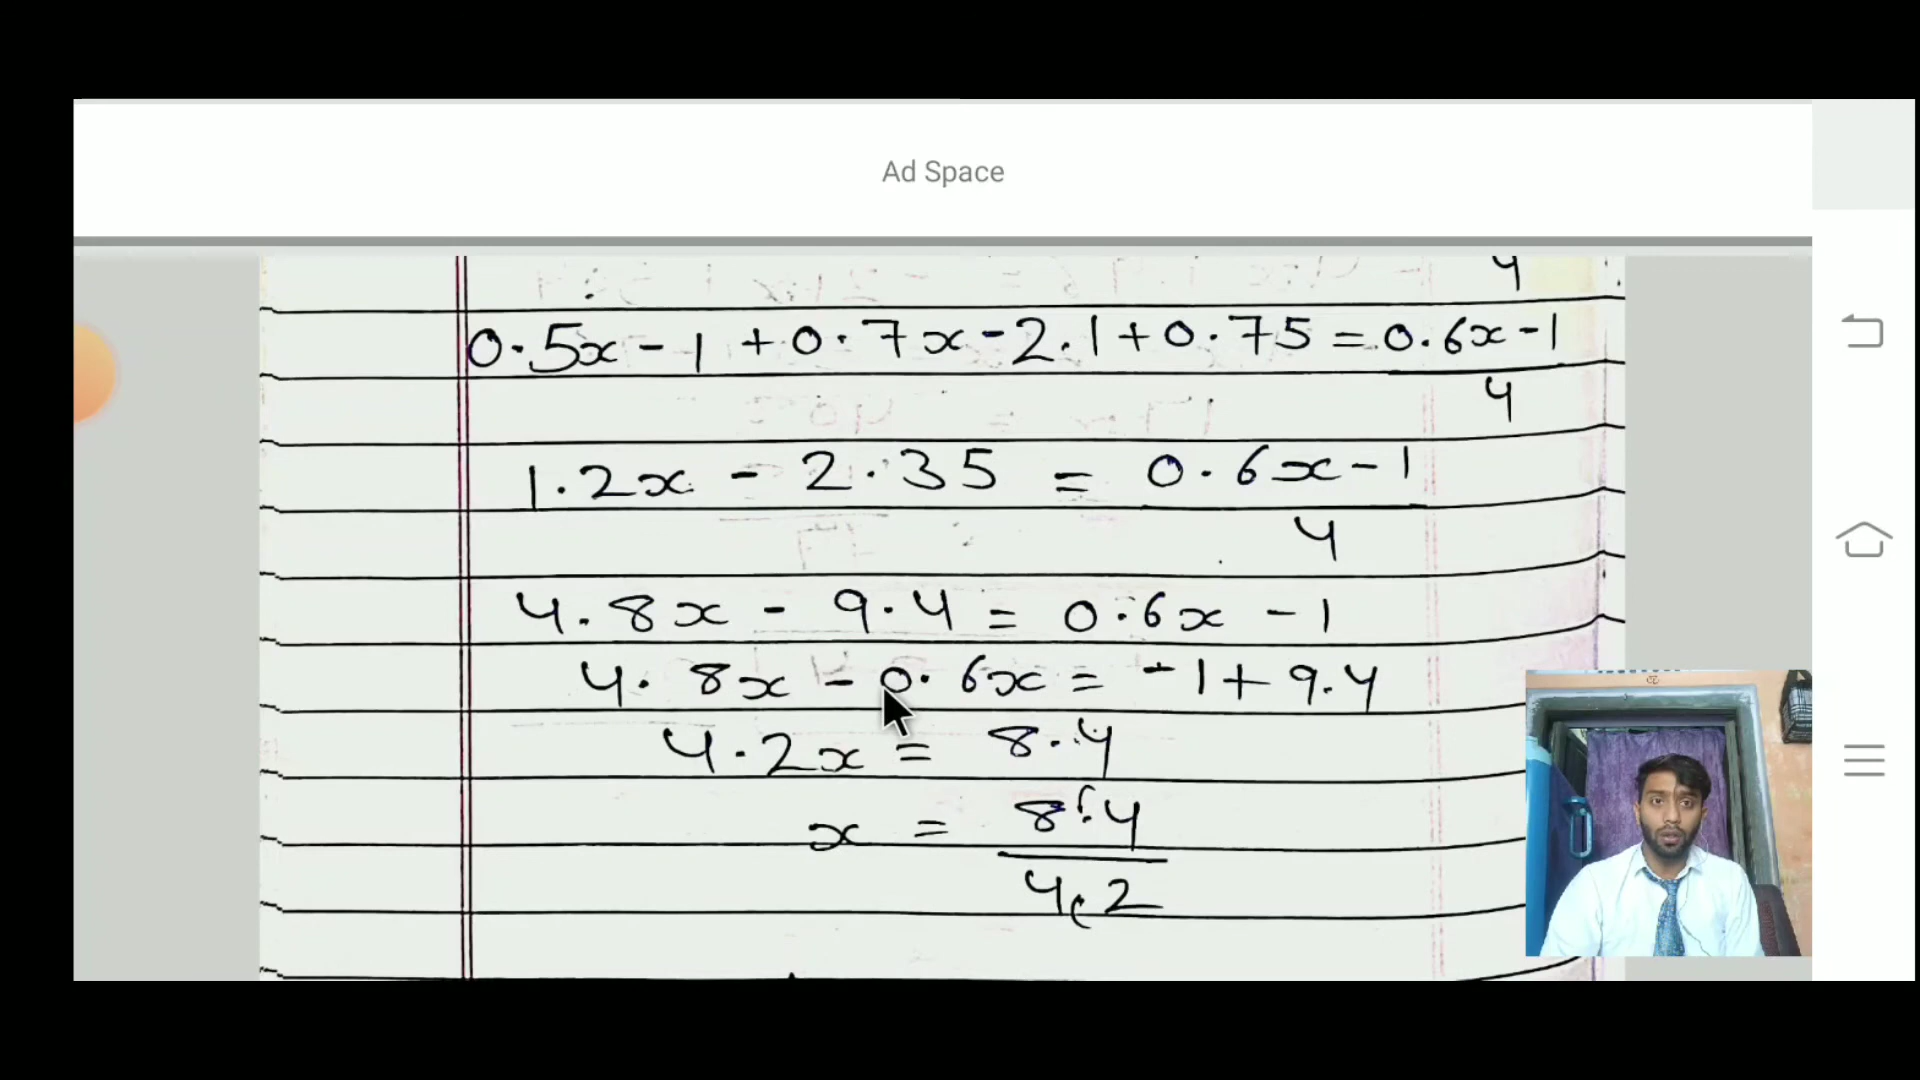 Ad Space
4
0.5x - 1 + 0.7x - 2.1 + 0.75 = 0.6x - 1
4
1.2x - 2.35 = 0.6x - 1
4
4.8x - 9.4 = 0.6x - 1
4.8x - 0.6x = -1 + 9.4
4.2x = 8.4
x = 8.4
4.2